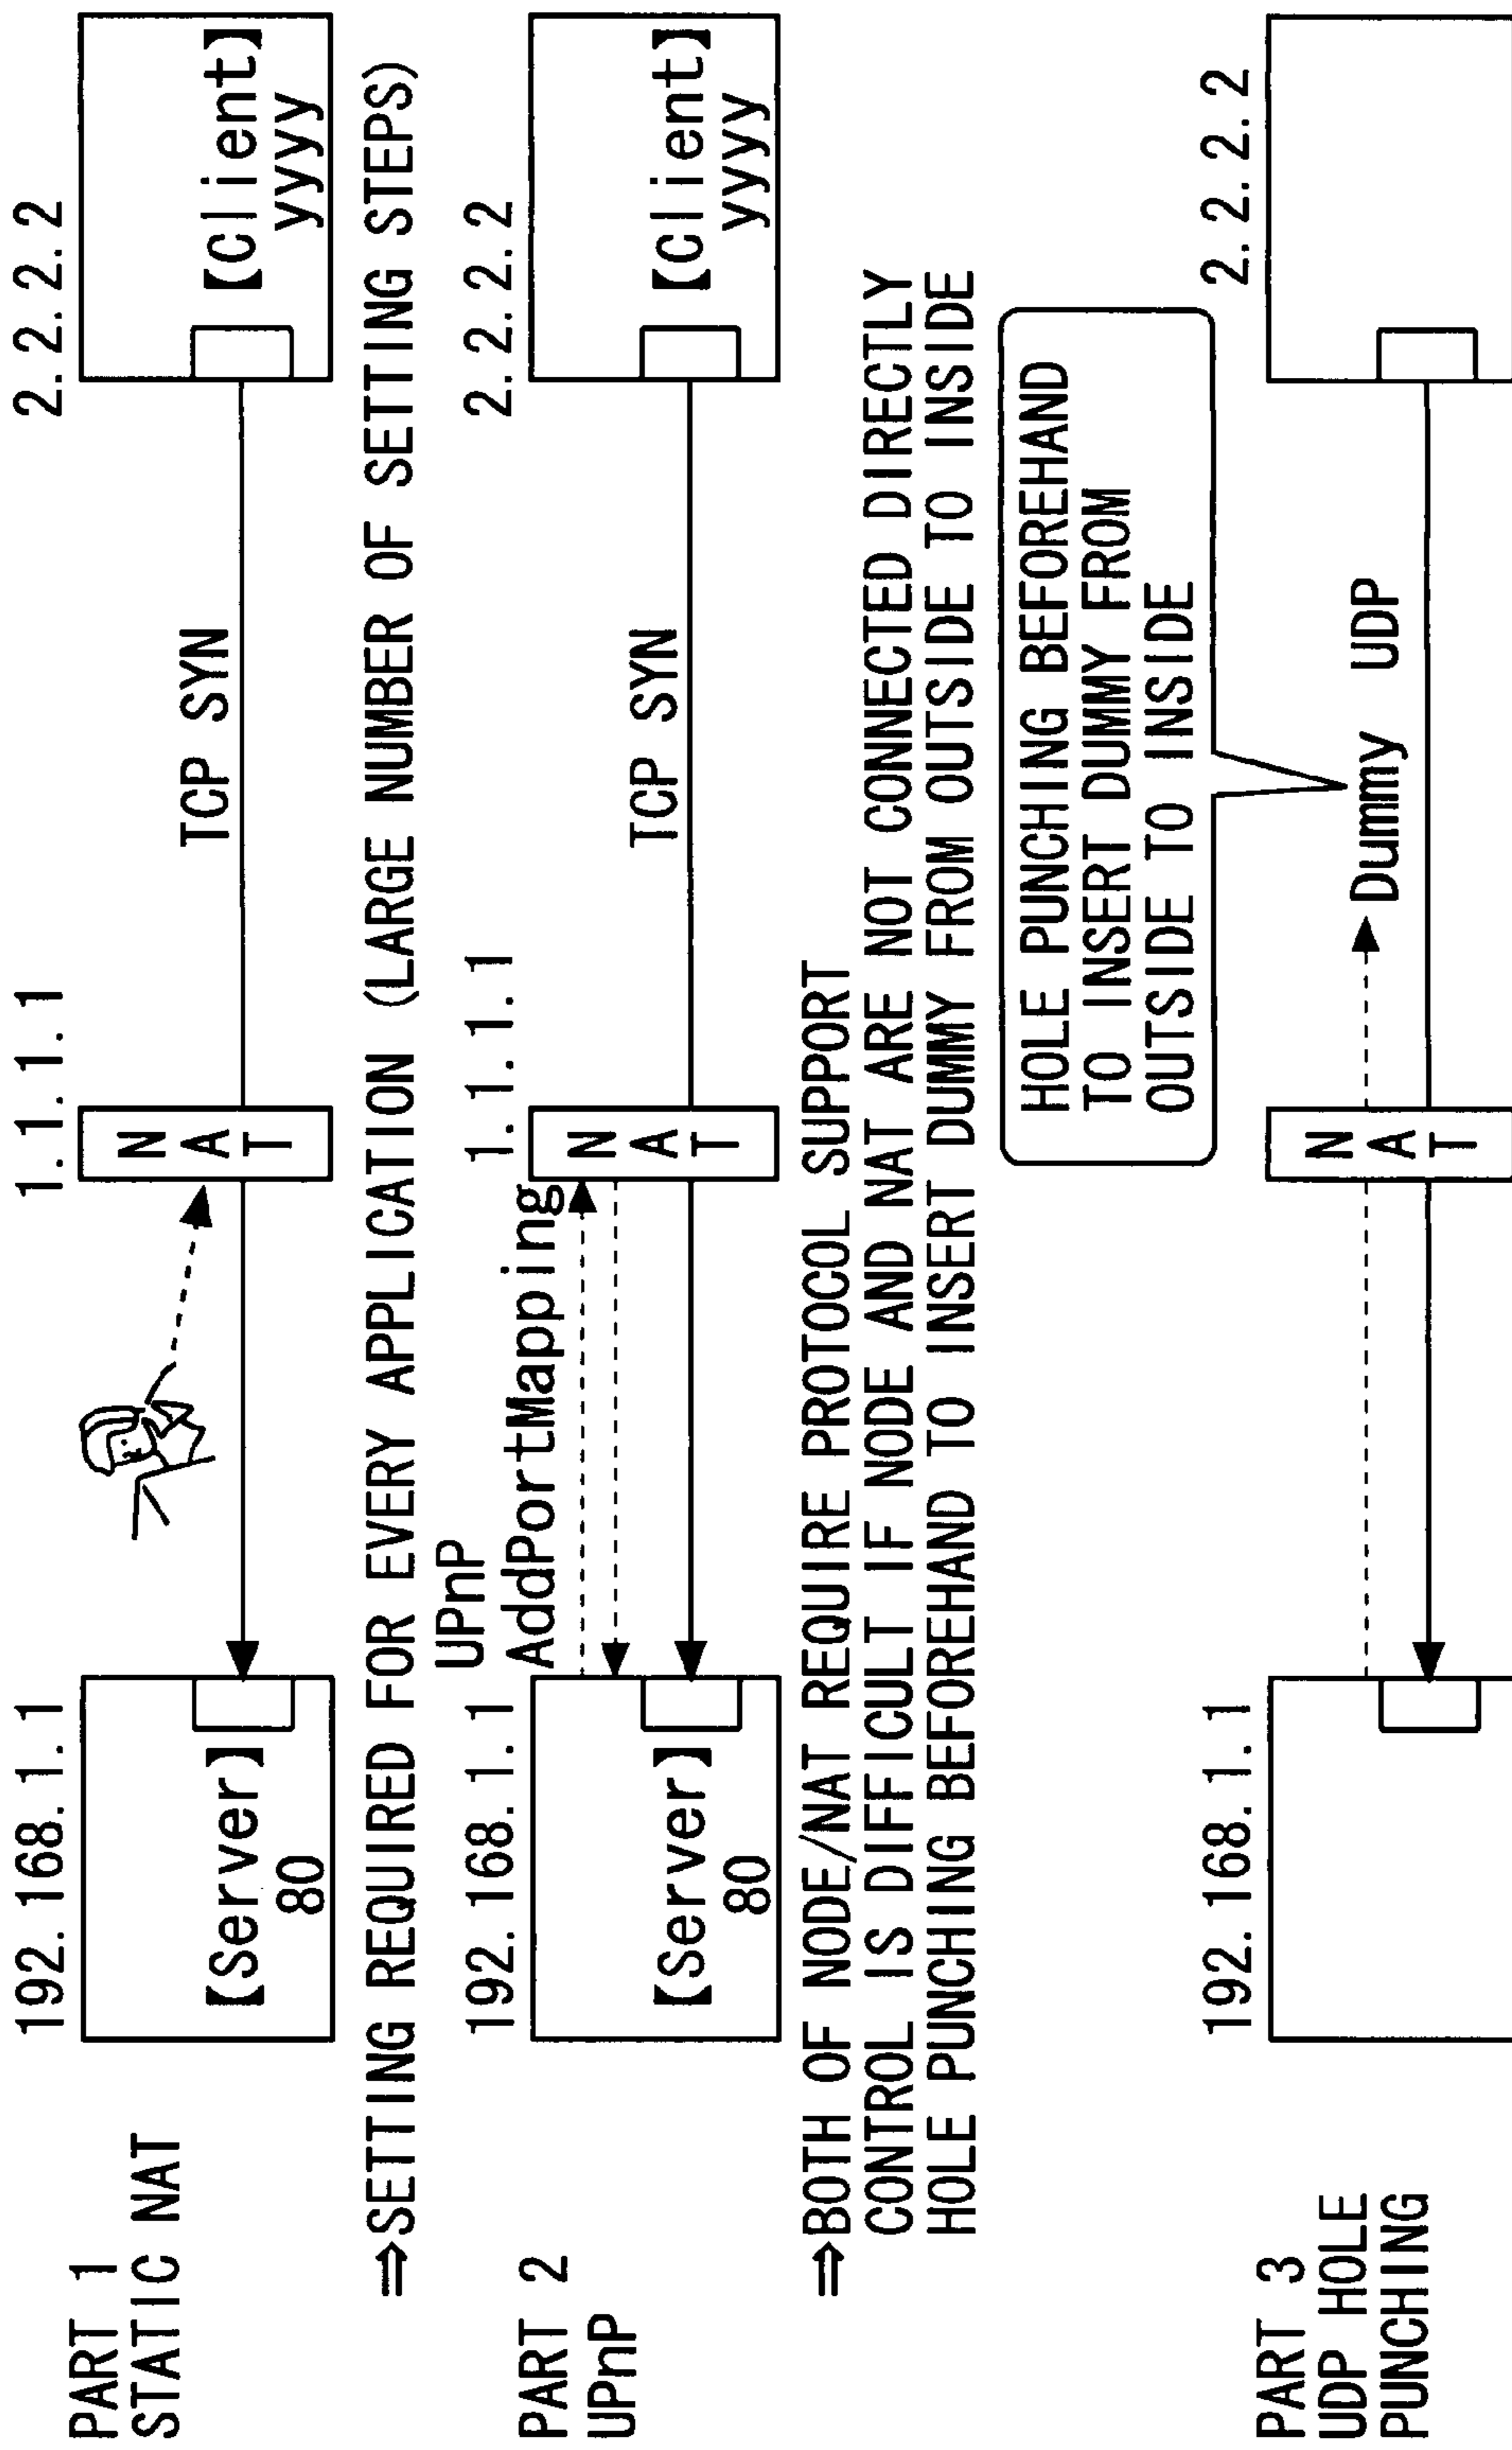 PART 1
STATIC NAT
192. 168. 1. 1
1. 1. 1. 1
2. 2. 2. 2
【Server】
80
NAT
TCP SYN
【Client】
yyyy
⇒SETTING REQUIRED FOR EVERY APPLICATION (LARGE NUMBER OF SETTING STEPS)
PART 2
UPnP
192. 168. 1. 1
UPnP
AddPortMapping
1. 1. 1. 1
2. 2. 2. 2
【Server】
80
NAT
TCP SYN
【Client】
yyyy
⇒BOTH OF NODE/NAT REQUIRE PROTOCOL SUPPORT
CONTROL IS DIFFICULT IF NODE AND NAT ARE NOT CONNECTED DIRECTLY
HOLE PUNCHING BEFOREHAND TO INSERT DUMMY FROM OUTSIDE TO INSIDE
HOLE PUNCHING BEFOREHAND
TO INSERT DUMMY FROM
OUTSIDE TO INSIDE
PART 3
UDP HOLE
PUNCHING
192. 168. 1. 1
2. 2. 2. 2
NAT
Dummy UDP